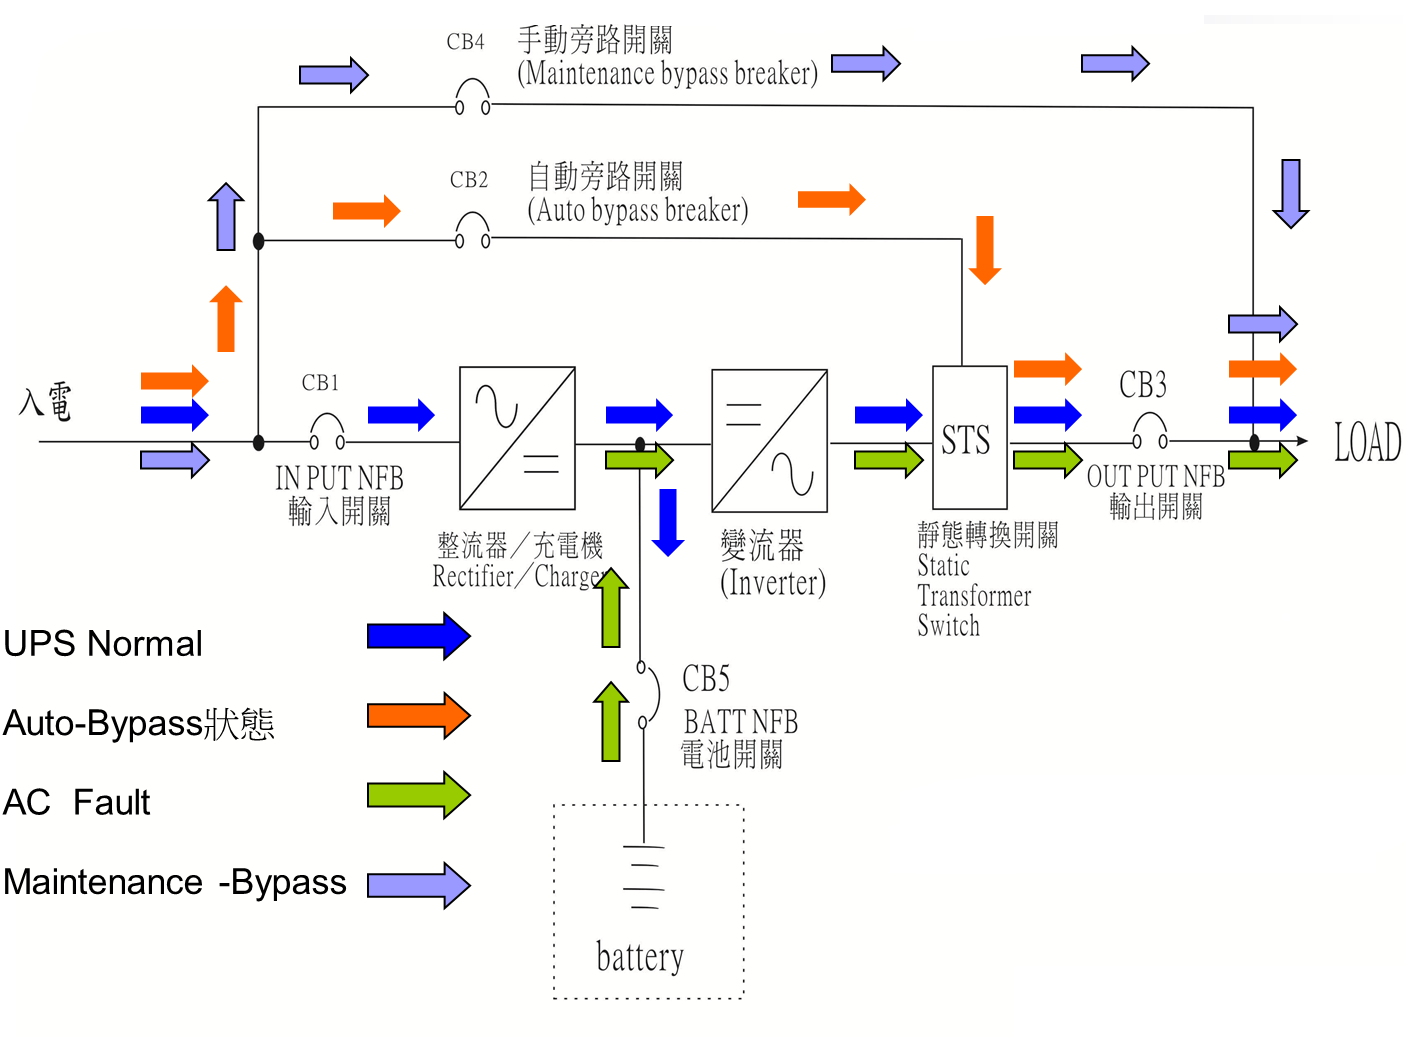 CB4
手動旁路開關
(Maintenance bypass breaker)
CB2
自動旁路開關
(Auto bypass breaker)
入電
CB1
IN PUT NFB
輸入開關
整流器／充電機
Rectifier／Charger
變流器
(Inverter)
STS
靜態轉換開關
Static
Transformer
Switch
CB3
OUT PUT NFB
輸出開關
LOAD
CB5
BATT NFB
電池開關
battery
UPS Normal
Auto-Bypass狀態
AC Fault
Maintenance -Bypass